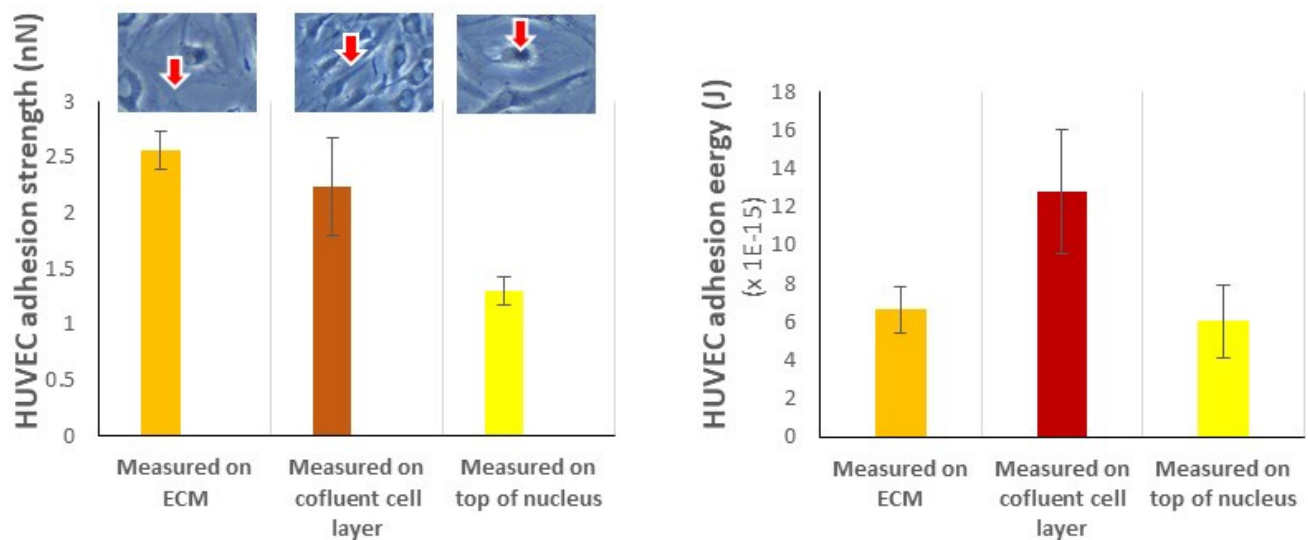 HUVEC adhesion strength (nN)
3
2.5
2
1.5
1
0.5
0
Measured on
ECM
Measured on
cofluent cell
layer
Measured on
top of nucleus
HUVEC adhesion eergy (J)
(x 1E-15)
18
16
14
12
10
8
6
4
2
0
Measured on
ECM
Measured on
cofluent cell
layer
Measured on
top of nucleus